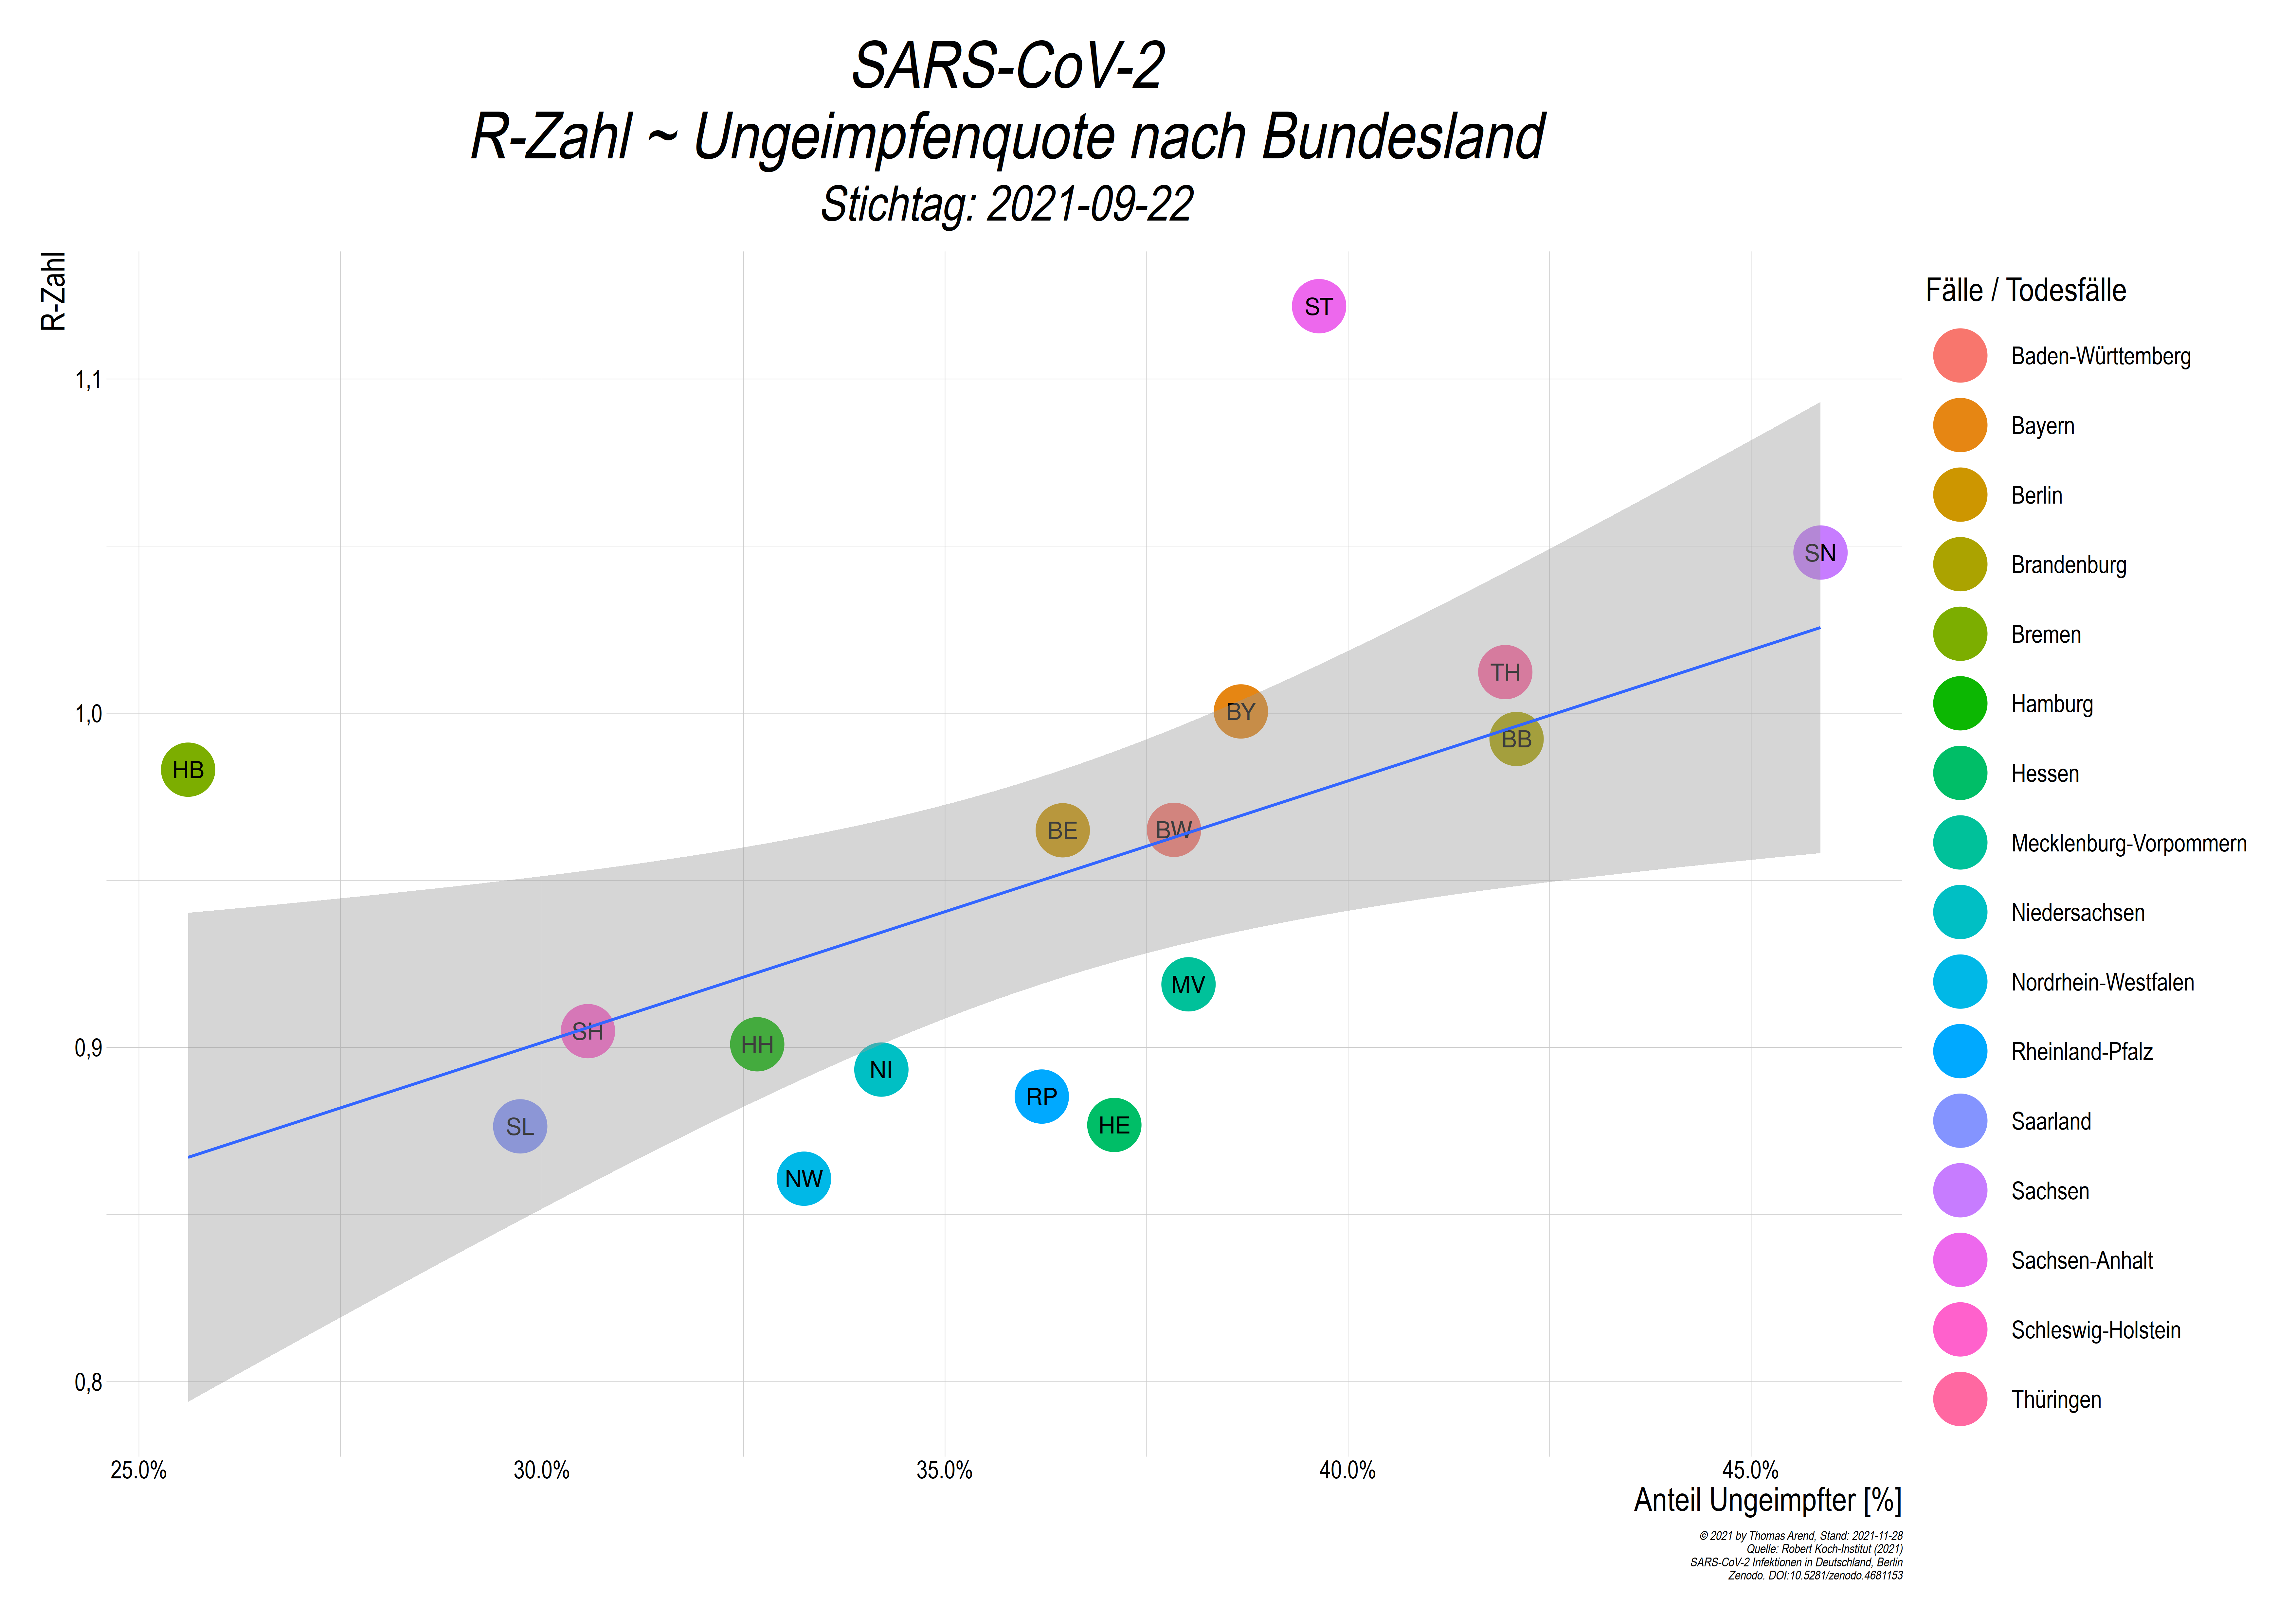 SARS-CoV-2
R-Zahl ~ Ungeimpfenquote nach Bundesland
Stichtag: 2021-09-22
R-Zahl
1,1
1,0
0,9
0,8
ST
SN
TH
BY
BB
HB
BE
BW
MV
SH
HH
NI
RP
SL
HE
NW
25.0%
30.0%
35.0%
40.0%
45.0%
Anteil Ungeimpfter [%]
Fälle / Todesfälle
Baden-Württemberg
Bayern
Berlin
Brandenburg
Bremen
Hamburg
Hessen
Mecklenburg-Vorpommern
Niedersachsen
Nordrhein-Westfalen
Rheinland-Pfalz
Saarland
Sachsen
Sachsen-Anhalt
Schleswig-Holstein
Thüringen
© 2021 by Thomas Arend, Stand: 2021-11-28
Quelle: Robert Koch-Institut (2021)
SARS-CoV-2 Infektionen in Deutschland, Berlin
Zenodo. DOI:10.5281/zenodo.4681153